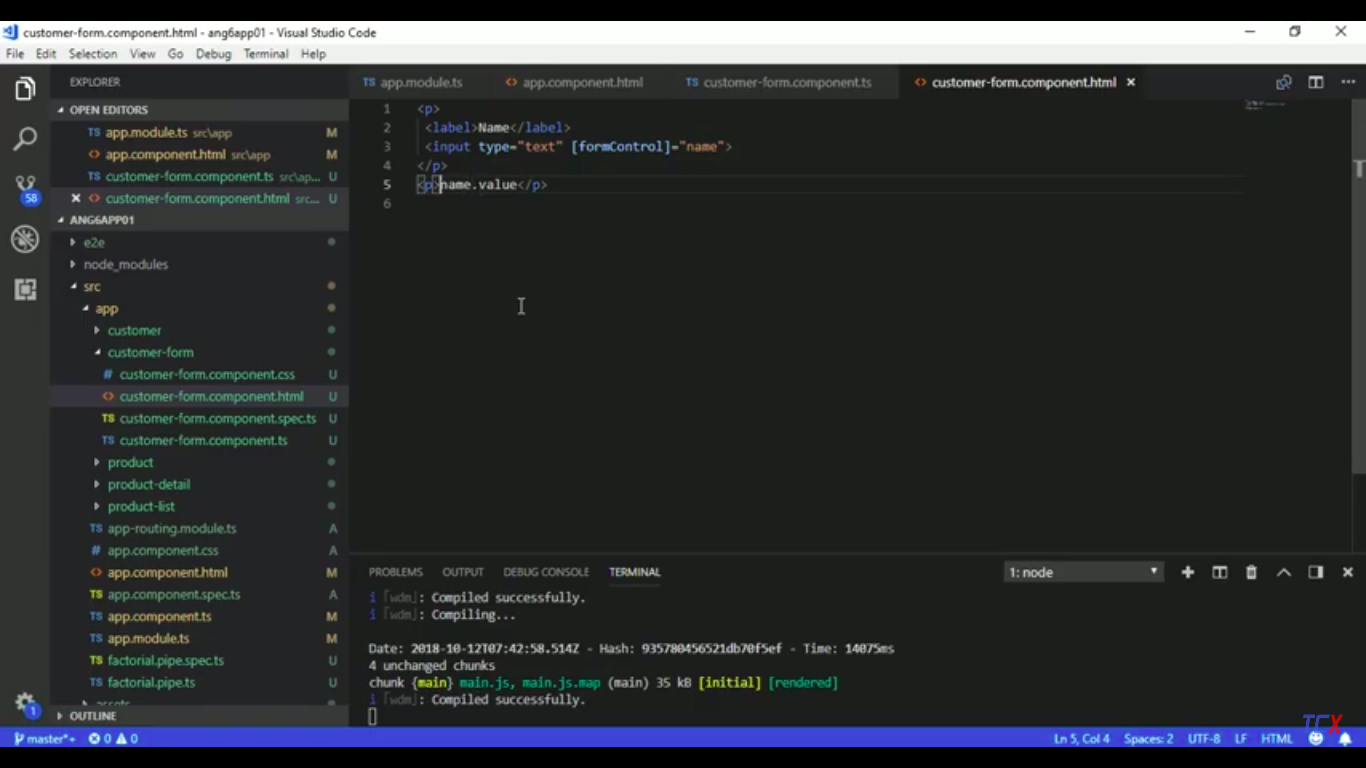 customer-form.component.html - ang6app01 - Visual Studio Code
File Edit Selection View Go Debug Terminal Help
EXPLORER
OPEN EDITORS
TS app.module.ts src\app M
<> app.component.html src\app M
TS customer-form.component.ts src\ap... U
<> customer-form.component.html src... U
ANG6APP01
e2e
node_modules
src
app
customer
customer-form
# customer-form.component.css U
<> customer-form.component.html U
TS customer-form.component.spec.ts U
TS customer-form.component.ts U
product
product-detail
product-list
TS app-routing.module.ts A
# app.component.css A
<> app.component.html M
TS app.component.spec.ts A
TS app.component.ts M
TS app.module.ts M
TS factorial.pipe.spec.ts U
TS factorial.pipe.ts U
OUTLINE
58
1
TS app.module.ts <> app.component.html TS customer-form.component.ts <> customer-form.component.html
1 <p>
2 <label>Name</label>
3 <input type="text" [formControl]="name">
4 </p>
5 <p>name.value</p>
6
PROBLEMS OUTPUT DEBUG CONSOLE TERMINAL 1: node
i ｢wdm｣: Compiled successfully.
i ｢wdm｣: Compiling...
Date: 2018-10-12T07:42:58.514Z - Hash: 935780456521db70f5ef - Time: 14075ms
4 unchanged chunks
chunk {main} main.js, main.js.map (main) 35 kB [initial] [rendered]
i ｢wdm｣: Compiled successfully.
TCX
master*+ 0 0 Ln 5, Col 4 Spaces: 2 UTF-8 LF HTML